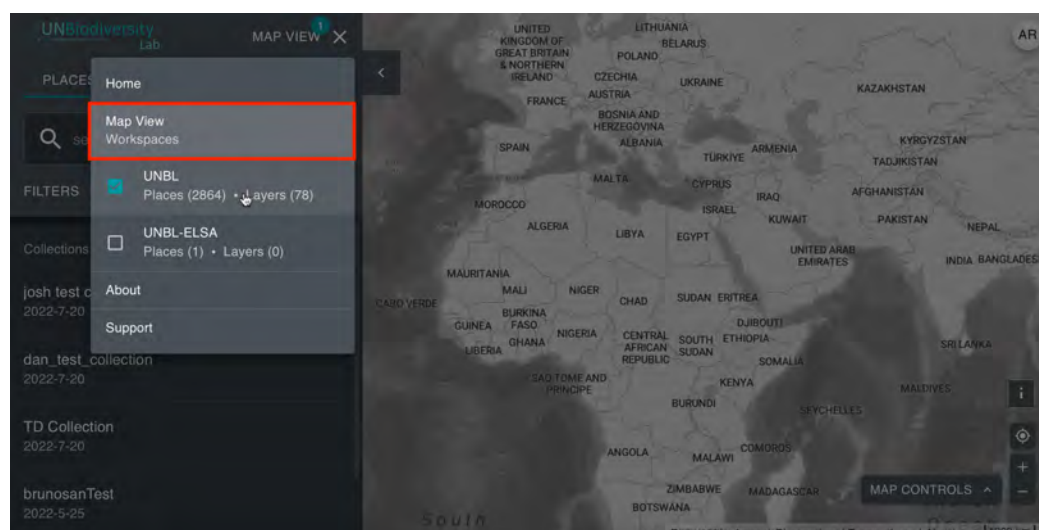 UNBiodiversity
Lab
MAP VIEW
1
AR
PLACES
Home
Map View
Workspaces
UNBL
Places (2864) • Layers (78)
FILTERS
UNBL-ELSA
Places (1) • Layers (0)
Collections
About
josh test c
2022-7-20
Support
dan_test_collection
2022-7-20
TD Collection
2022-7-20
brunosanTest
2022-5-25
UNITED
KINGDOM OF
GREAT BRITAIN
& NORTHERN
IRELAND
LITHUANIA
BELARUS
POLAND
CZECHIA
UKRAINE
KAZAKHSTAN
AUSTRIA
FRANCE
BOSNIA AND
HERZEGOVINA
ALBANIA
SPAIN
ARMENIA
TÜRKIYE
KYRGYZSTAN
TADJIKISTAN
MALTA
CYPRUS
IRAQ
AFGHANISTAN
MOROCCO
ISRAEL
KUWAIT
PAKISTAN
NEPAL
ALGERIA
LIBYA
EGYPT
UNITED ARAB
EMIRATES
INDIA
BANGLADES
MAURITANIA
MALI
NIGER
CHAD
SUDAN
ERITREA
CABO VERDE
BURKINA
FASO
DJIBOUTI
GUINEA
GHANA
NIGERIA
CENTRAL
AFRICAN
REPUBLIC
SOUTH
SUDAN
ETHIOPIA
LIBERIA
SOMALIA
SRI LANKA
SAO TOME AND
PRINCIPE
KENYA
MALDIVES
BURUNDI
SEYCHELLES
ANGOLA
MALAWI
COMOROS
ZIMBABWE
MADAGASCAR
MAP CONTROLS
BOTSWANA
South